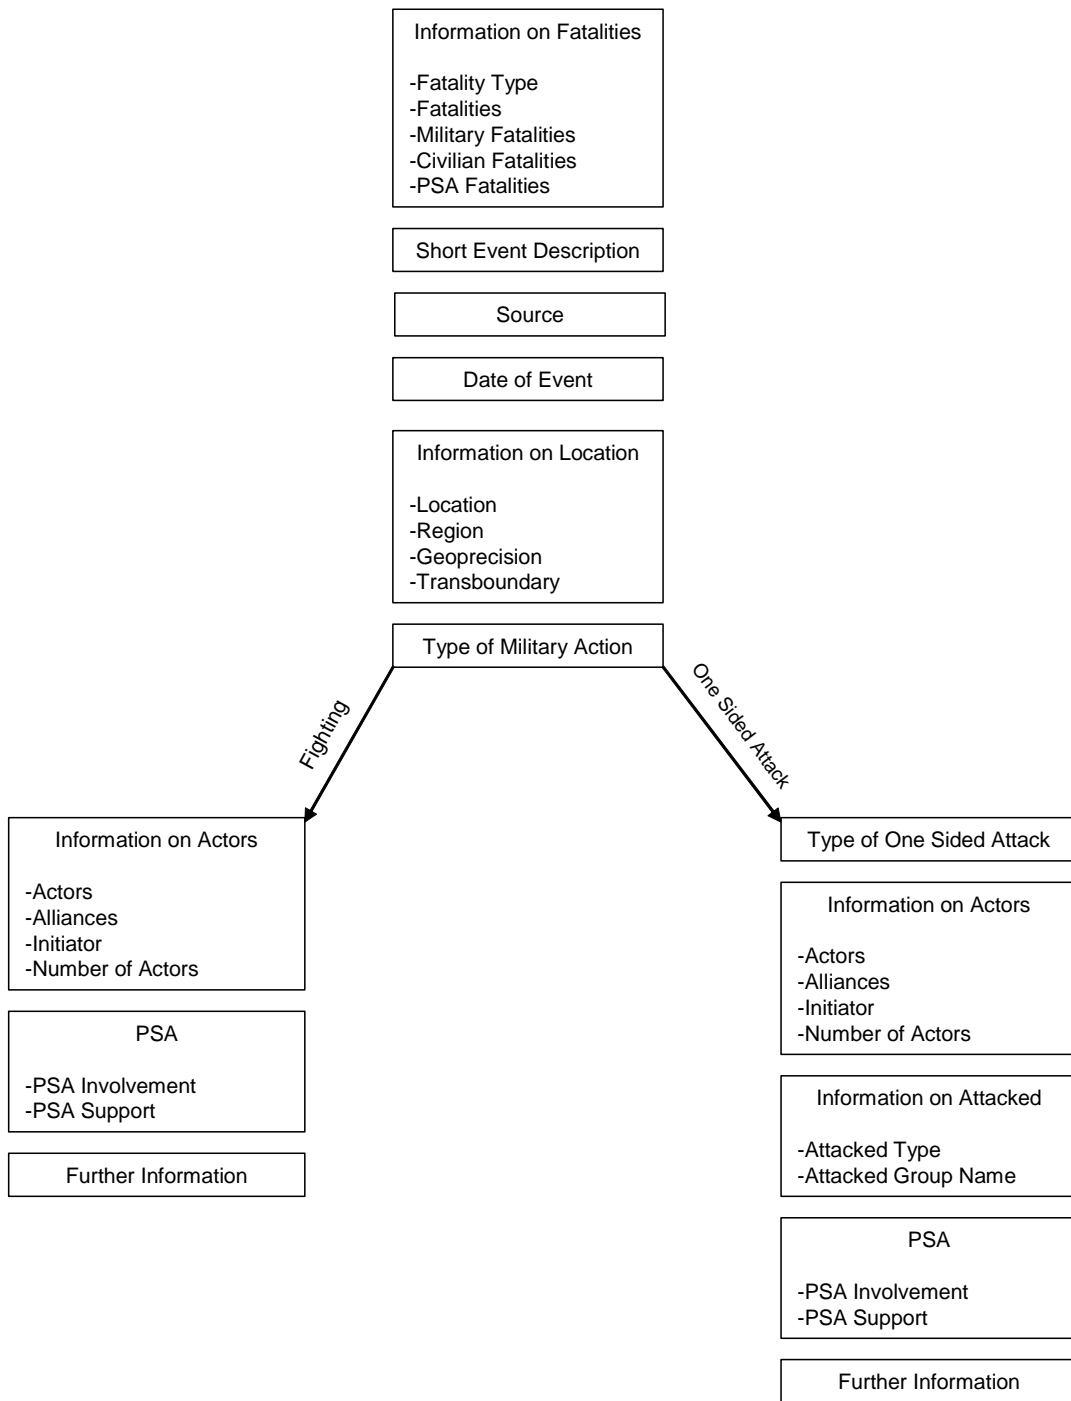 Information on Fatalities
-Fatality Type
-Fatalities
-Military Fatalities
-Civilian Fatalities
-PSA Fatalities
Short Event Description
Source
Date of Event
Information on Location
-Location
-Region
-Geoprecision
-Transboundary
Type of Military Action
Fighting
One Sided Attack
Information on Actors
-Actors
-Alliances
-Initiator
-Number of Actors
PSA
-PSA Involvement
-PSA Support
Further Information
Type of One Sided Attack
Information on Actors
-Actors
-Alliances
-Initiator
-Number of Actors
Information on Attacked
-Attacked Type
-Attacked Group Name
PSA
-PSA Involvement
-PSA Support
Further Information